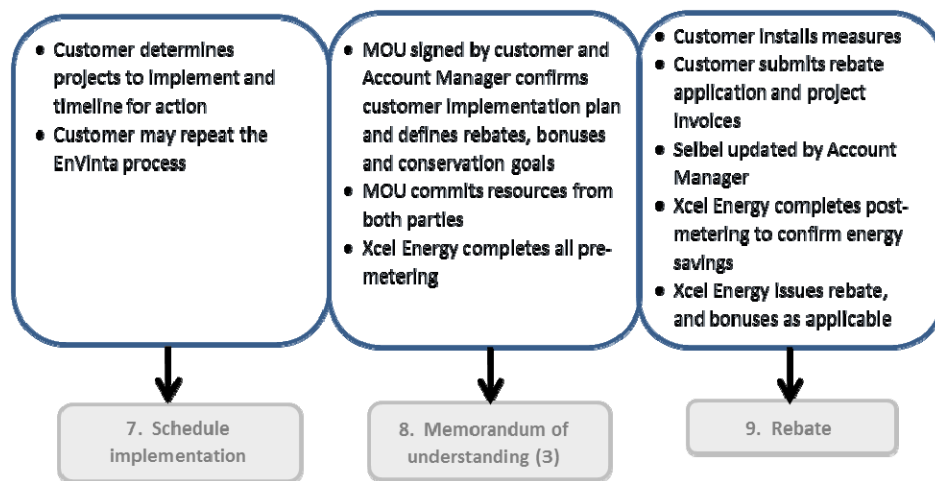 • Customer determines
projects to implement and
timeline for action
• Customer may repeat the
EnVinta process
• MOU signed by customer and
Account Manager confirms
customer implementation plan
and defines rebates, bonuses
and conservation goals
• MOU commits resources from
both parties
• Xcel Energy completes all pre-
metering
• Customer installs measures
• Customer submits rebate
application and project
invoices
• Seibel updated by Account
Manager
• Xcel Energy completes post-
metering to confirm energy
savings
• Xcel Energy issues rebate,
and bonuses as applicable
7. Schedule
implementation
8. Memorandum of
understanding (3)
9. Rebate